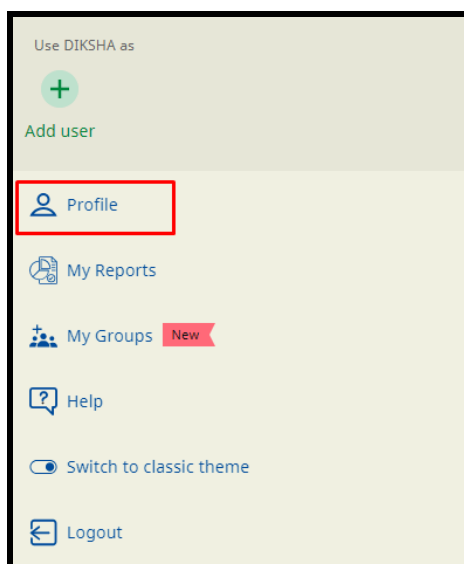 Use DIKSHA as
Add user
Profile
My Reports
My Groups New
Help
Switch to classic theme
Logout